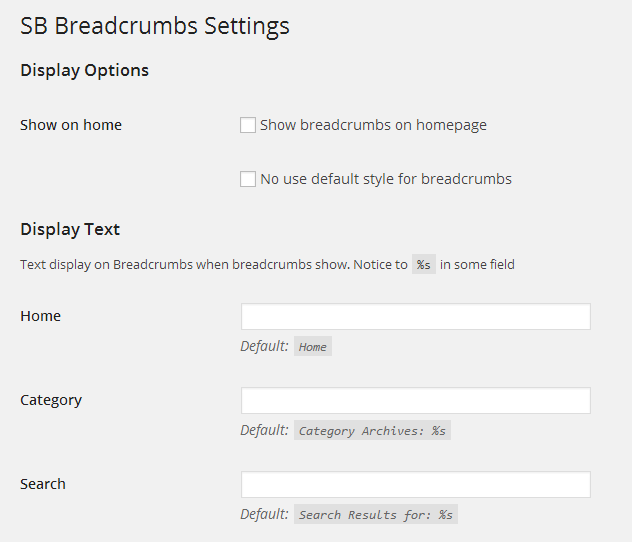 SB Breadcrumbs Settings
Display Options
Show on home
Show breadcrumbs on homepage
No use default style for breadcrumbs
Display Text
Text display on Breadcrumbs when breadcrumbs show. Notice to %s in some field
Home
Default: Home
Category
Default: Category Archives: %s
Search
Default: Search Results for: %s